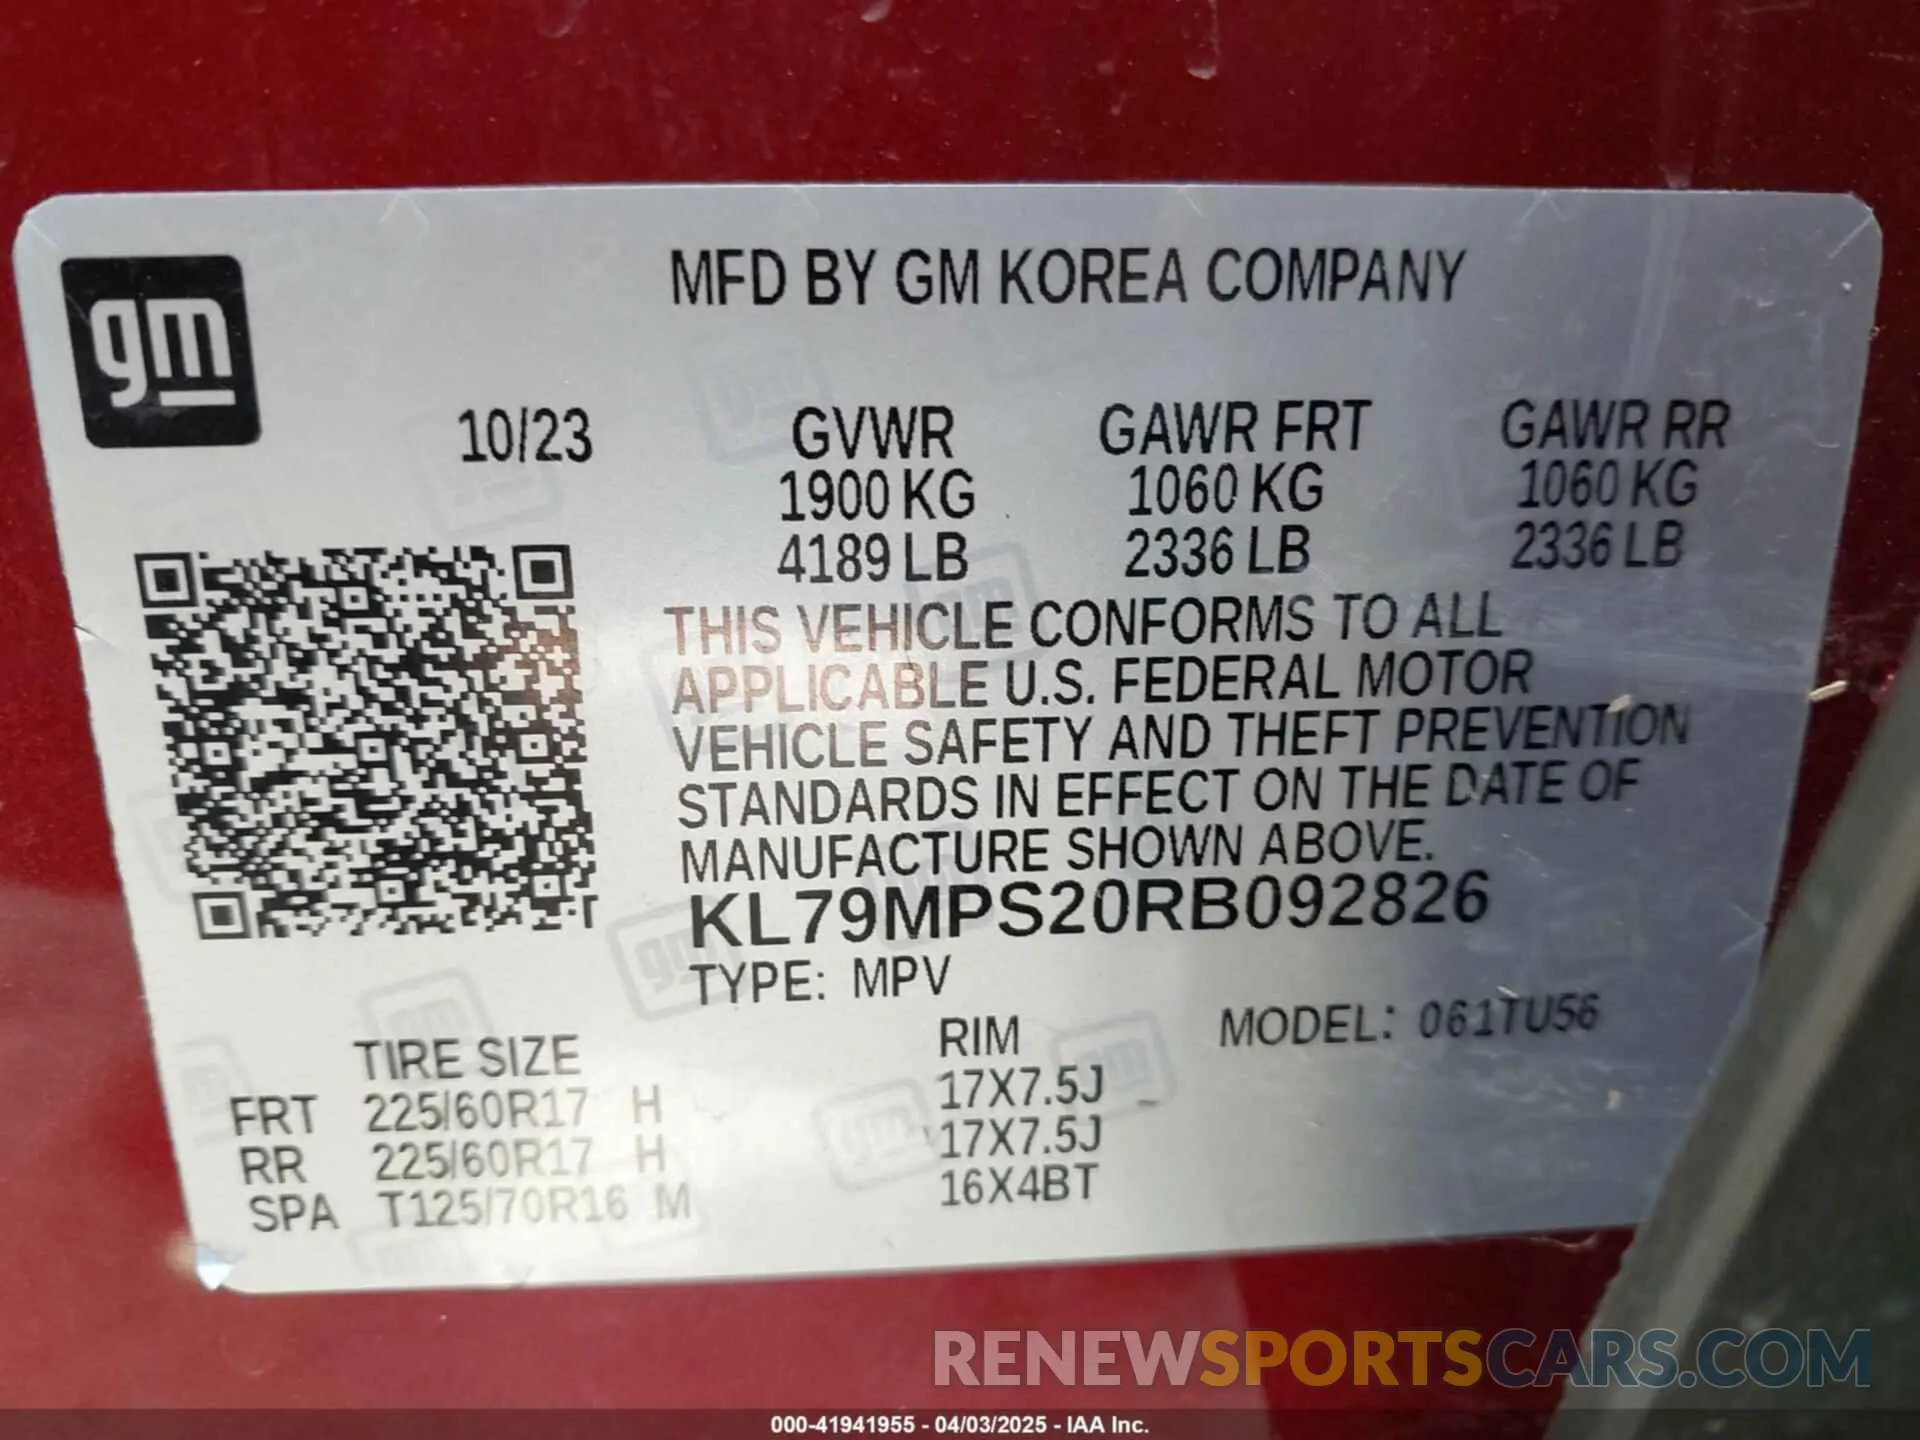 MFD BY GM KOREA COMPANY
gm
10/23 GVWR GAWR FRT GAWR RR
1900 KG 1060 KG 1060 KG
4189 LB 2336 LB 2336 LB
THIS VEHICLE CONFORMS TO ALL
APPLICABLE U.S. FEDERAL MOTOR
VEHICLE SAFETY AND THEFT PREVENTION
STANDARDS IN EFFECT ON THE DATE OF
MANUFACTURE SHOWN ABOVE.
KL79MPS20RB092826
TYPE: MPV
TIRE SIZE RIM MODEL: 061TU56
FRT 225/60R17 H 17X7.5J
RR 225/60R17 H 17X7.5J
SPA T125/70R16 M 16X4BT
RENEWSPORTSCARS.COM
000-41941955 - 04/03/2025 - IAA Inc.